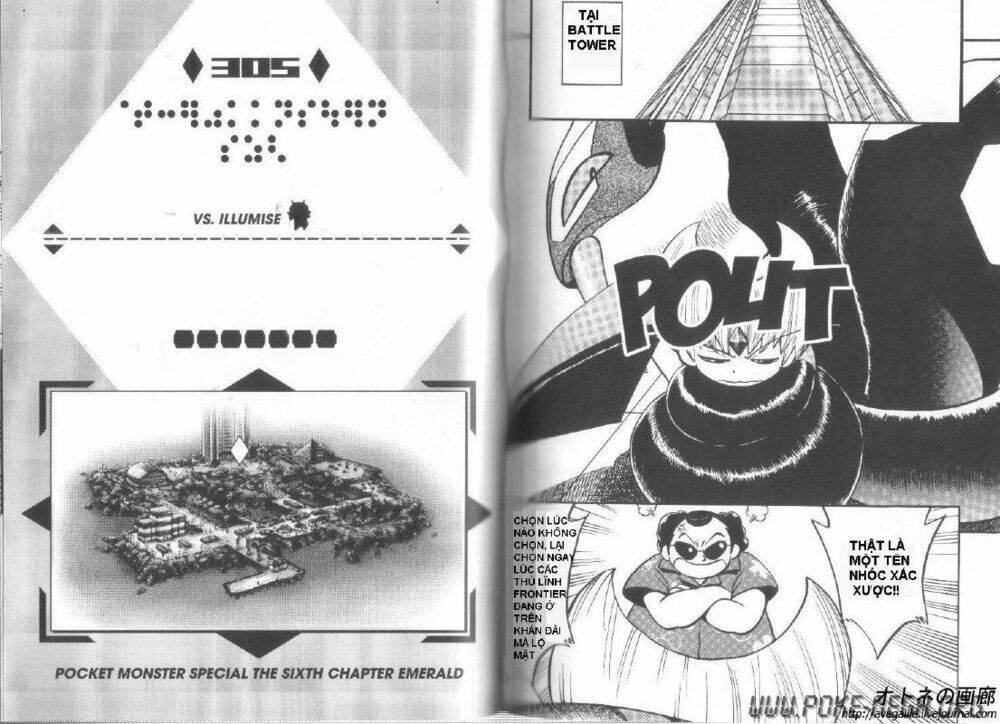 305
VS. ILLUMISE
POCKET MONSTER SPECIAL THE SIXTH CHAPTER EMERALD
TẠI
BATTLE
TOWER
CHỌN LÚC
NÀO KHÔNG
CHỌN, LẠI
CHỌN NGAY
LÚC CÁC
THỦ LĨNH
FRONTIER
ĐANG Ở
TRÊN
KHÁN ĐÀI
MÀ LỘ
MẶT
THẬT LÀ
MỘT TÊN
NHÓC XẤC
XƯỢC!!
オトネの画廊